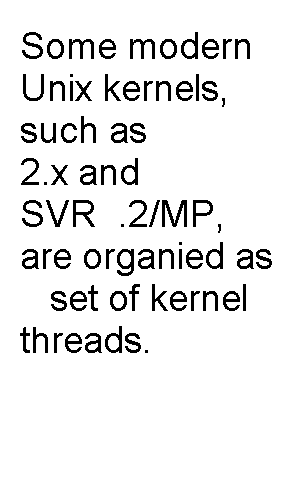 Some modern
Unix kernels,
such as
2.x and
SVR  .2/MP,
are organied as
set of kernel
threads.